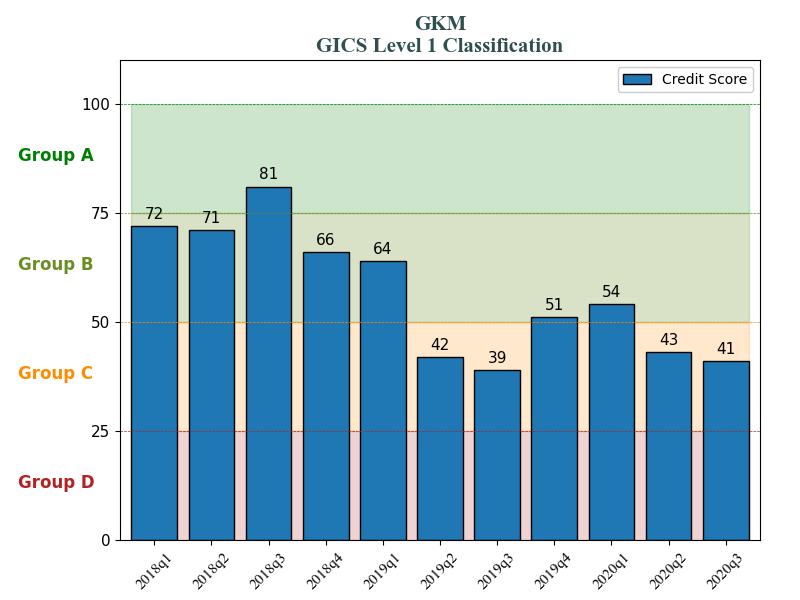 GKM
GICS Level 1 Classification
Credit Score
100
Group A
81
75
72
71
66
64
Group B
54
51
50
43
42
41
39
Group C
25
Group D
0
2018q1
2018q2
2018q3
2018q4
2019q1
2019q2
2019q3
2019q4
2020q1
2020q2
2020q3